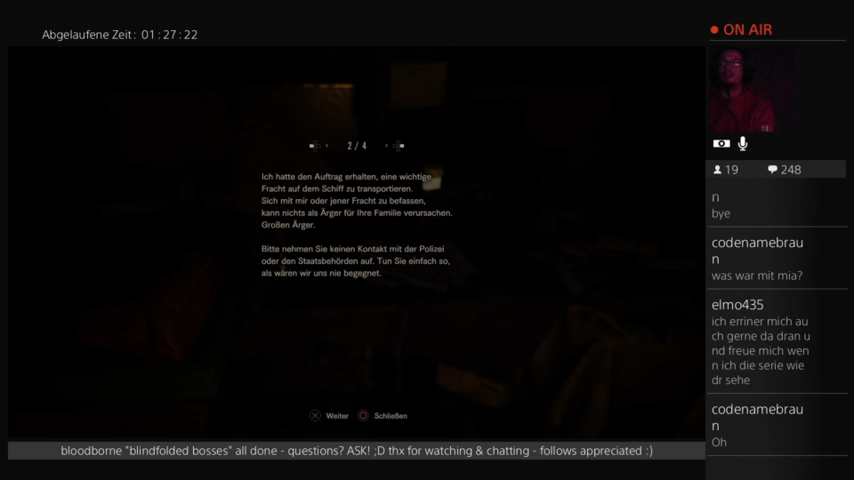 Abgelaufene Zeit: 01:27:22
2/4
Ich hatte den Auftrag erhalten, eine wichtige
Fracht auf dem Schiff zu transportieren.
Sich mit mir oder jener Fracht zu befassen,
kann nichts als Ärger für Ihre Familie verursachen.
Großen Ärger.
Bitte nehmen Sie keinen Kontakt mit der Polizei
oder den Staatsbehörden auf. Tun Sie einfach so,
als wären wir uns nie begegnet.
Weiter Schließen
bloodborne "blindfolded bosses" all done - questions? ASK! ;D thx for watching & chatting - follows appreciated :)
ON AIR
19 248
n
bye
codenamebrau
n
was war mit mia?
elmo435
ich erriner mich au
ch gerne da dran u
nd freue mich wen
n ich die serie wie
dr sehe
codenamebrau
n
Oh